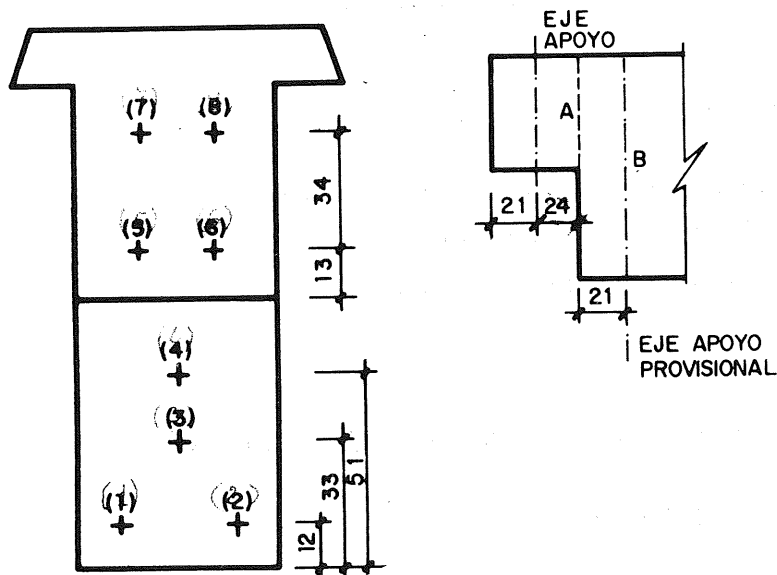 EJE
APOYO
(7) (8)
A
B
34
21 24
(5) (6)
13
21
(4)
EJE APOYO
PROVISIONAL
(3)
51
33
(1) (2)
12